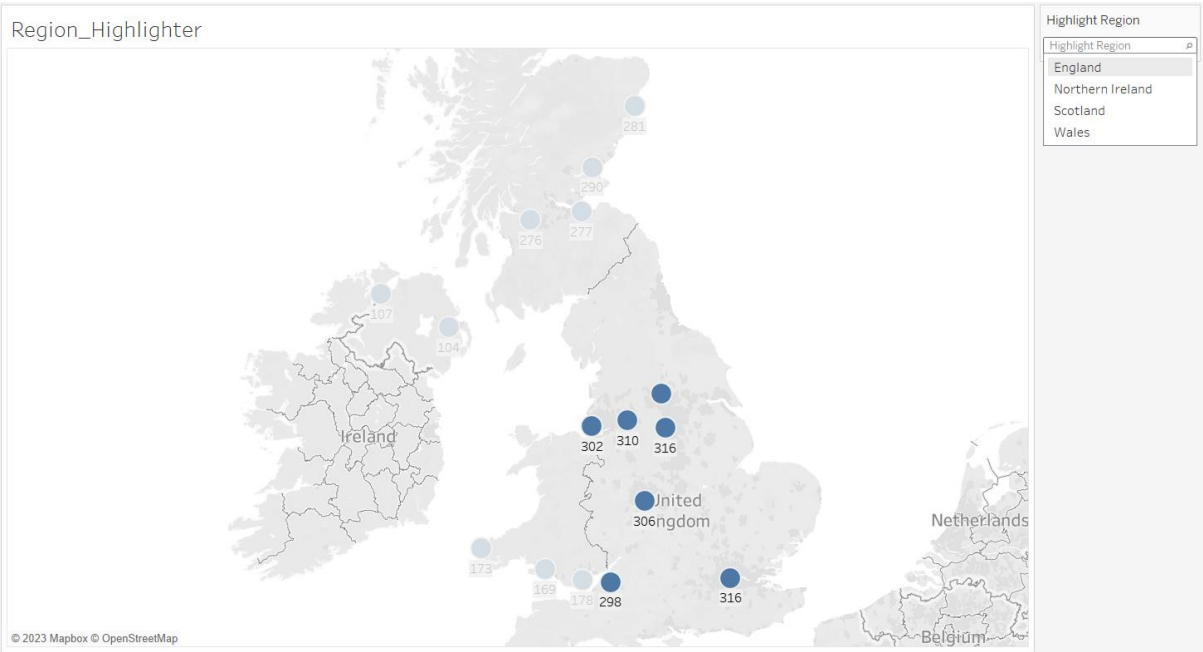 Region_Highlighter
Highlight Region
Highlight Region
England
Northern Ireland
Scotland
Wales
281
290
276
277
107
104
Ireland
302
310
316
United
306
ngdom
Netherlands
173
169
178
298
316
© 2023 Mapbox © OpenStreetMap
Belgium